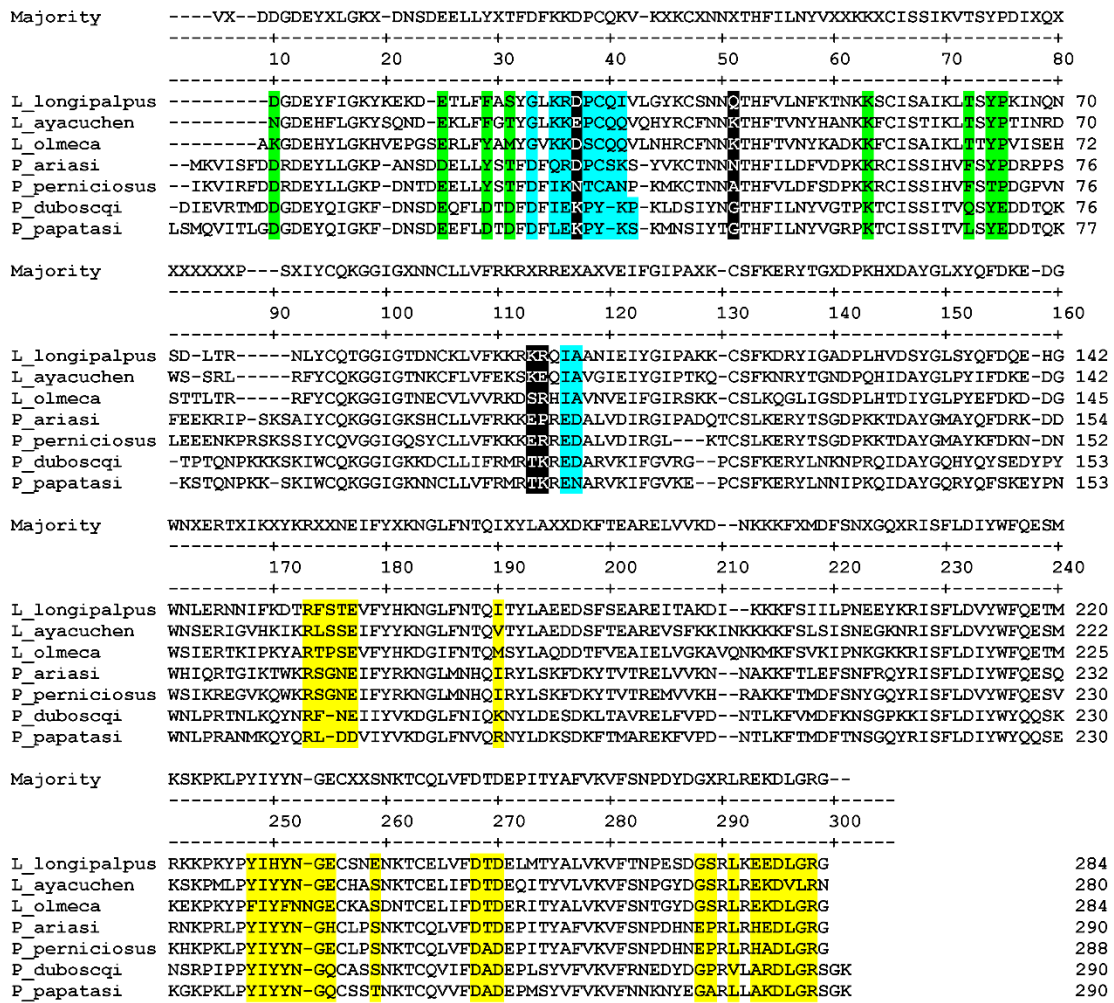 Majority ----VX--DDGDEYXLGKX-DNSDEELLYXTFDFKKDPCQKV-KXKCXNNXTHFILNYVXXKKXCISSIKVTSYPDIXQX
---------+---------+---------+---------+---------+---------+---------+---------+
10 20 30 40 50 60 70 80
L_longipalpus ---------DGDEYFIGKYKEKD-ETLFFASYGLKRDPCQIVLGYKCSNNQTHFVLNFKTNKKSCISAIKLTSYPKINQN 70
L_ayacuchen ---------NGDEHFLGKYSQND-EKLFFGTYGLKKEPCQQVQHYRCFNNKTHFTVNYHANKKFCISTIKLTSYPTINRD 70
L_olmeca --------AKGDEHYLGKHVEPGSERLFYAMYGVKKDSCQQVLNHRCFNNKTHFVVNYKADKKFCISTIKLTTYPVISEH 72
P_ariasi --MKVISFDDRDEYLLGKP-ANSDDELLYSTFDFQRDPCSKS-YVKCTNNNTHFILDFVDPKKRCISSIHVFSYPDRPPS 76
P_perniciosus --IKVIRFDDRDEYLLGKP-DNTDEELLYSTFDFIKNTCANP-KMKCTNNATHFVLDFSDPKKRCISSIHVFSTPDGPVN 76
P_duboscqi -DIEVRTMDDGDEYQIGKF-DNSDEQFLDTDFDFIEKPY-KP-KLDSIYNGTHFILNYVGTPKTCISSITVQSYEDDTQK 76
P_papatasi LSMQVITLGDGDEYQIGKF-DNSDEELLDTDFDFLEKPY-KM-KMNSIYTGTHFILNYVGRPKTCISSITVLSYEDDTQK 77
Majority XXXXXXP---SXIYCQKGGIGXNNCLLVFRKRXRREXAXVEIFGIPAXK-CSFKERYTGXDPKHXDAYGLXYQFDKE-DG
---------+---------+---------+---------+---------+---------+---------+---------+
90 100 110 120 130 140 150 160
L_longipalpus SD-LTR-----NLYCQTGGIGTDNCKLVFKKRKRQIAANIEIYGIPAKK-CSFKDRYIGADPLHVDSYGLSYQFDQE-HG 142
L_ayacuchen WS-SRL-----RFYCQKGGIGTNKCFLVFEKSKEQIAVGIEIYGIPTKQ-CSFKNRYTGNDPQHIDAYGLPYIFDKE-DG 142
L_olmeca STTLTR-----RFYCQKGGIGTNECVLVVRKDSRHIAVNVEIFGIRSKK-CSLKQGLIGSDPLHTDIYGLPYEFDKD-DG 145
P_ariasi FEEKRIP-SKSAIYCQKGGIGKSHCLLVFRKKEPREDALVDIRGIPADQTCSLKERYTSGDPKKTDAYGMAYQFDRK-DD 154
P_perniciosus LEEENKPRSKSSIYCQVGGIGQSYCLLVFKKKERREDALVDIRGL---KTCSLKERYTSGDPKKTDAYGMAYKFDKN-DN 152
P_duboscqi -TPTQNPKKKSKIWCQKGGIGKKDCLLIFRMRTKREDARVKIFGVRG--PCSFKERYLNKNPRQIDAYGQHYQYSEDYPY 153
P_papatasi -KSTQNPKK-SKIWCQKGGIGKNNCLLVFRMRTKRENARVKIFGVKE--PCSFKERYLNNIPKQIDAYGQRYQFSKEYPN 153
Majority WNXERTXIKXYKRXXNEIFYXKNGLFNTQIXYLAXXDKFTEARELVVKD--NKKKFXMDFSNXGQXRISFLDIYWFQESM
---------+---------+---------+---------+---------+---------+---------+---------+
170 180 190 200 210 220 230 240
L_longipalpus WNLERNNIFKDTRFSTEVFYHKNGLFNTQITYLAEEDSFSEAREITAKDI--KKKFSIILPNEEYKRISFLDVYWFQETM 220
L_ayacuchen WNSERIGVHKIKRLSSEIFYYKNGLFNTQVTYLAEDDSFTEAREVSFKKINKKKKFSLSISNEGKNRISFLDVYWFQETM 222
L_olmeca WSIERTKIPKYARTPSEVFYHKDGIFNTQMSYLAQDDTFVEAIELVGKAVQNKMKFSVKIPNKGKKRISFLDVYWFQETM 225
P_ariasi WHIQRTGIKTWKRSGNEIFYRKNGLMNHQIRYLSKFDKYTVTRELVVKN--NAKKFTLEFSNFRQYRISFLDIYWFQESQ 232
P_perniciosus WSIKREGVKQWKRSGNEIFYRKNGLMNHQIRYLSKFDKYTVTREMVVKH--RAKKFTMDFSNYGQYRISFLDVYWFQESV 230
P_duboscqi WNLPRTNLKQYNRF-NEIIYVKDGLFNIQKNYLDESDKLTAVRELFVPD--NTLKFVMDFKNSGPKKISFLDIYWYQQSK 230
P_papatasi WNLPRANMKQYQRL-DDVIYVKDGLFNVQRNYLDKSDKFTMAREKFVPD--NTLKFTMDFTNSGQYRISFLDIYWYQQSE 230
Majority KSKPKLPYIYYN-GECXXSNKTCQLVFDTDEPITYAFVKVFSNPDYDGXRLREKDLGRG--
---------+---------+---------+---------+---------+---------+-----
250 260 270 280 290 300
L_longipalpus RKKPKYPYIHYN-GECSNENKTCELVFDTDELMTYALVKVFTNPESDGSRLKEEDLGRG 284
L_ayacuchen KSKPMLPYIYYN-GECHASNKTCELIFDTDEQITYVLVKVFSNPGYDGSRLREKDVLRN 280
L_olmeca KEKPKYPFIYFNNGECKASDNTCELIFDTDERITYALVKVFSNTGYDGSRLREKDLGRG 284
P_ariasi RNKPRLPYIYYN-GHCLPSNKTCQLVFDTDEPITYAFVKVFSNPDHNEPRLRHEDLGRG 290
P_perniciosus KHKPKLPYIYYN-GECLPSNKTCQLVFDADEPITYAFVKVFSNPDHNEPRLRHADLGRG 288
P_duboscqi NSRPIPPYIYYN-GQCASSNKTCQVIFDADEPLSYVFVKVFRNEDYDGPRVLARDLGRSGK 290
P_papatasi KGKPKLPYIYYN-GQCSSTNKTCQVVFDADEPMSYVFVKVFSNKNYEGARLLAKDLGRSGK 290